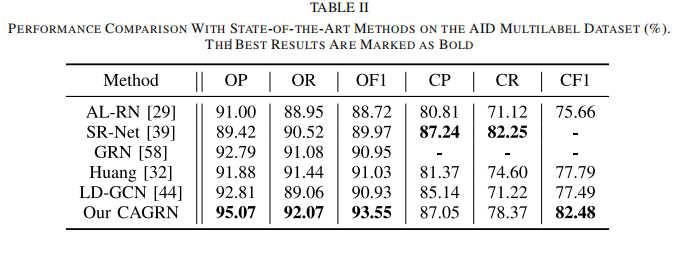 TABLE II
PERFORMANCE COMPARISON WITH STATE-OF-THE-ART METHODS ON THE AID MULTILABEL DATASET (%).
THE BEST RESULTS ARE MARKED AS BOLD
Method OP OR OF1 CP CR CF1
AL-RN [29] 91.00 88.95 88.72 80.81 71.12 75.66
SR-Net [39] 89.42 90.52 89.97 87.24 82.25 -
GRN [58] 92.79 91.08 90.95 - - -
Huang [32] 91.88 91.44 91.03 81.37 74.60 77.79
LD-GCN [44] 92.81 89.06 90.93 85.14 71.22 77.49
Our CAGRN 95.07 92.07 93.55 87.05 78.37 82.48